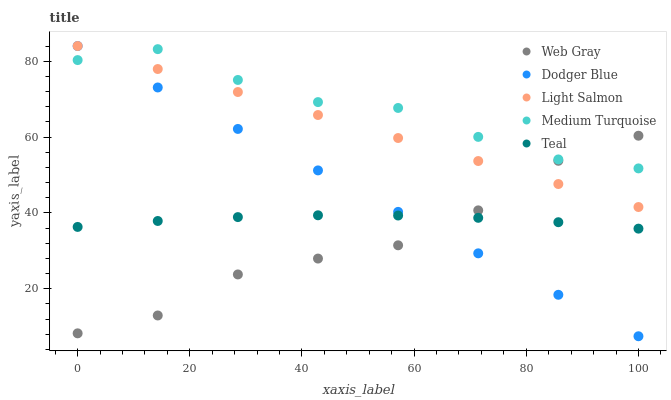 title
Web Gray
Dodger Blue
Light Salmon
Medium Turquoise
Teal
yaxis_label
80
60
40
20
0
20
40
60
80
100
xaxis_label